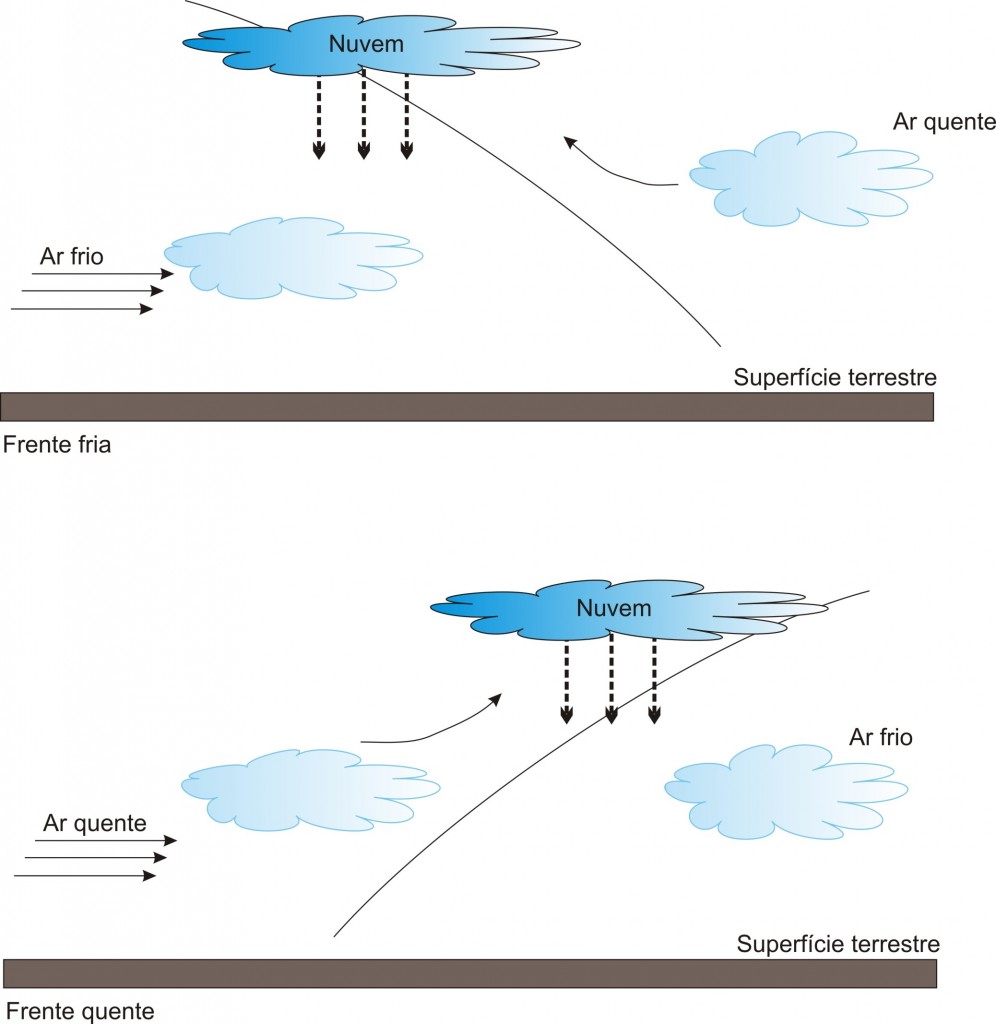 Nuvem
Ar quente
Ar frio
Superfície terrestre
Frente fria
Nuvem
Ar frio
Ar quente
Superfície terrestre
Frente quente